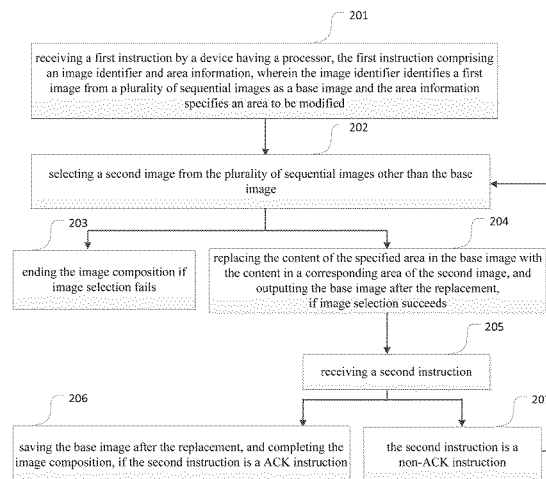 201
receiving a first instruction by a device having a processor, the first instruction comprising
an image identifier and area information, wherein the image identifier identifies a first
image from a plurality of sequential images as a base image and the area information
specifies an area to be modified
202
selecting a second image from the plurality of sequential images other than the base
image
203
ending the image composition if
image selection fails
204
replacing the content of the specified area in the base image with
the content in a corresponding area of the second image, and
outputting the base image after the replacement,
if image selection succeeds
205
receiving a second instruction
206
saving the base image after the replacement, and completing the
image composition, if the second instruction is a ACK instruction
the second instruction is a
non-ACK instruction